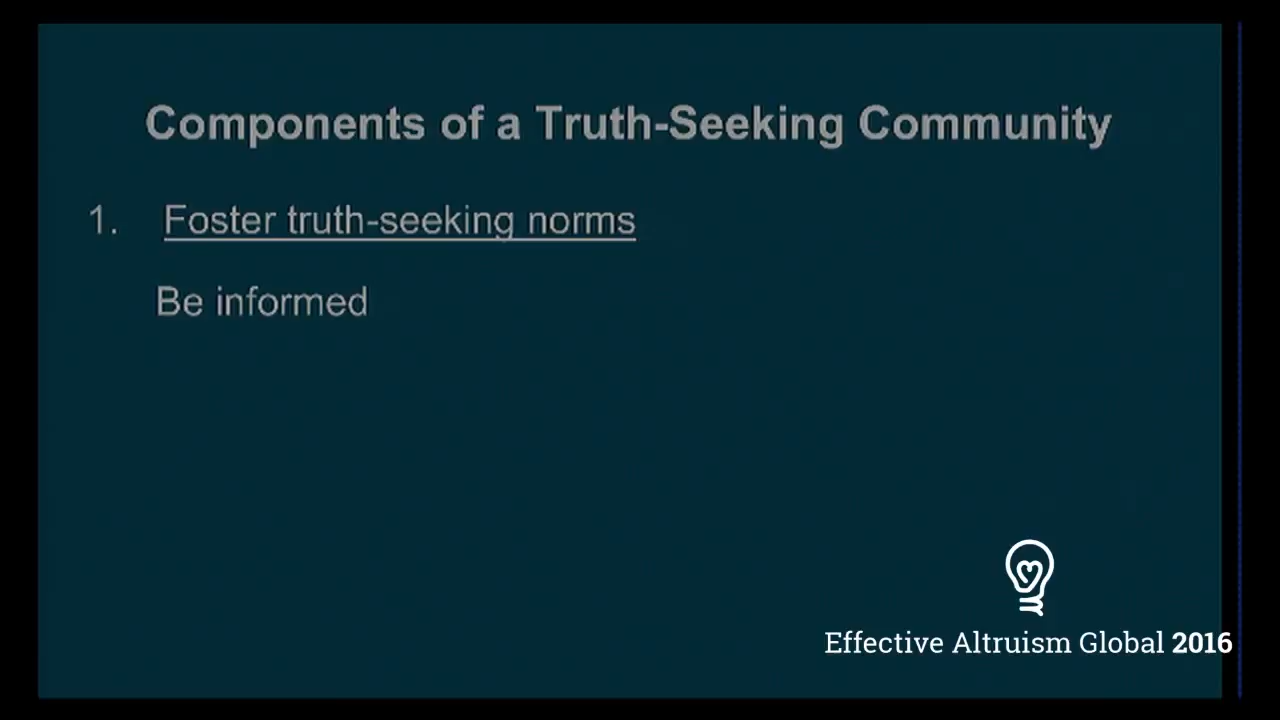 Components of a Truth-Seeking Community
1. Foster truth-seeking norms
Be informed
Effective Altruism Global 2016